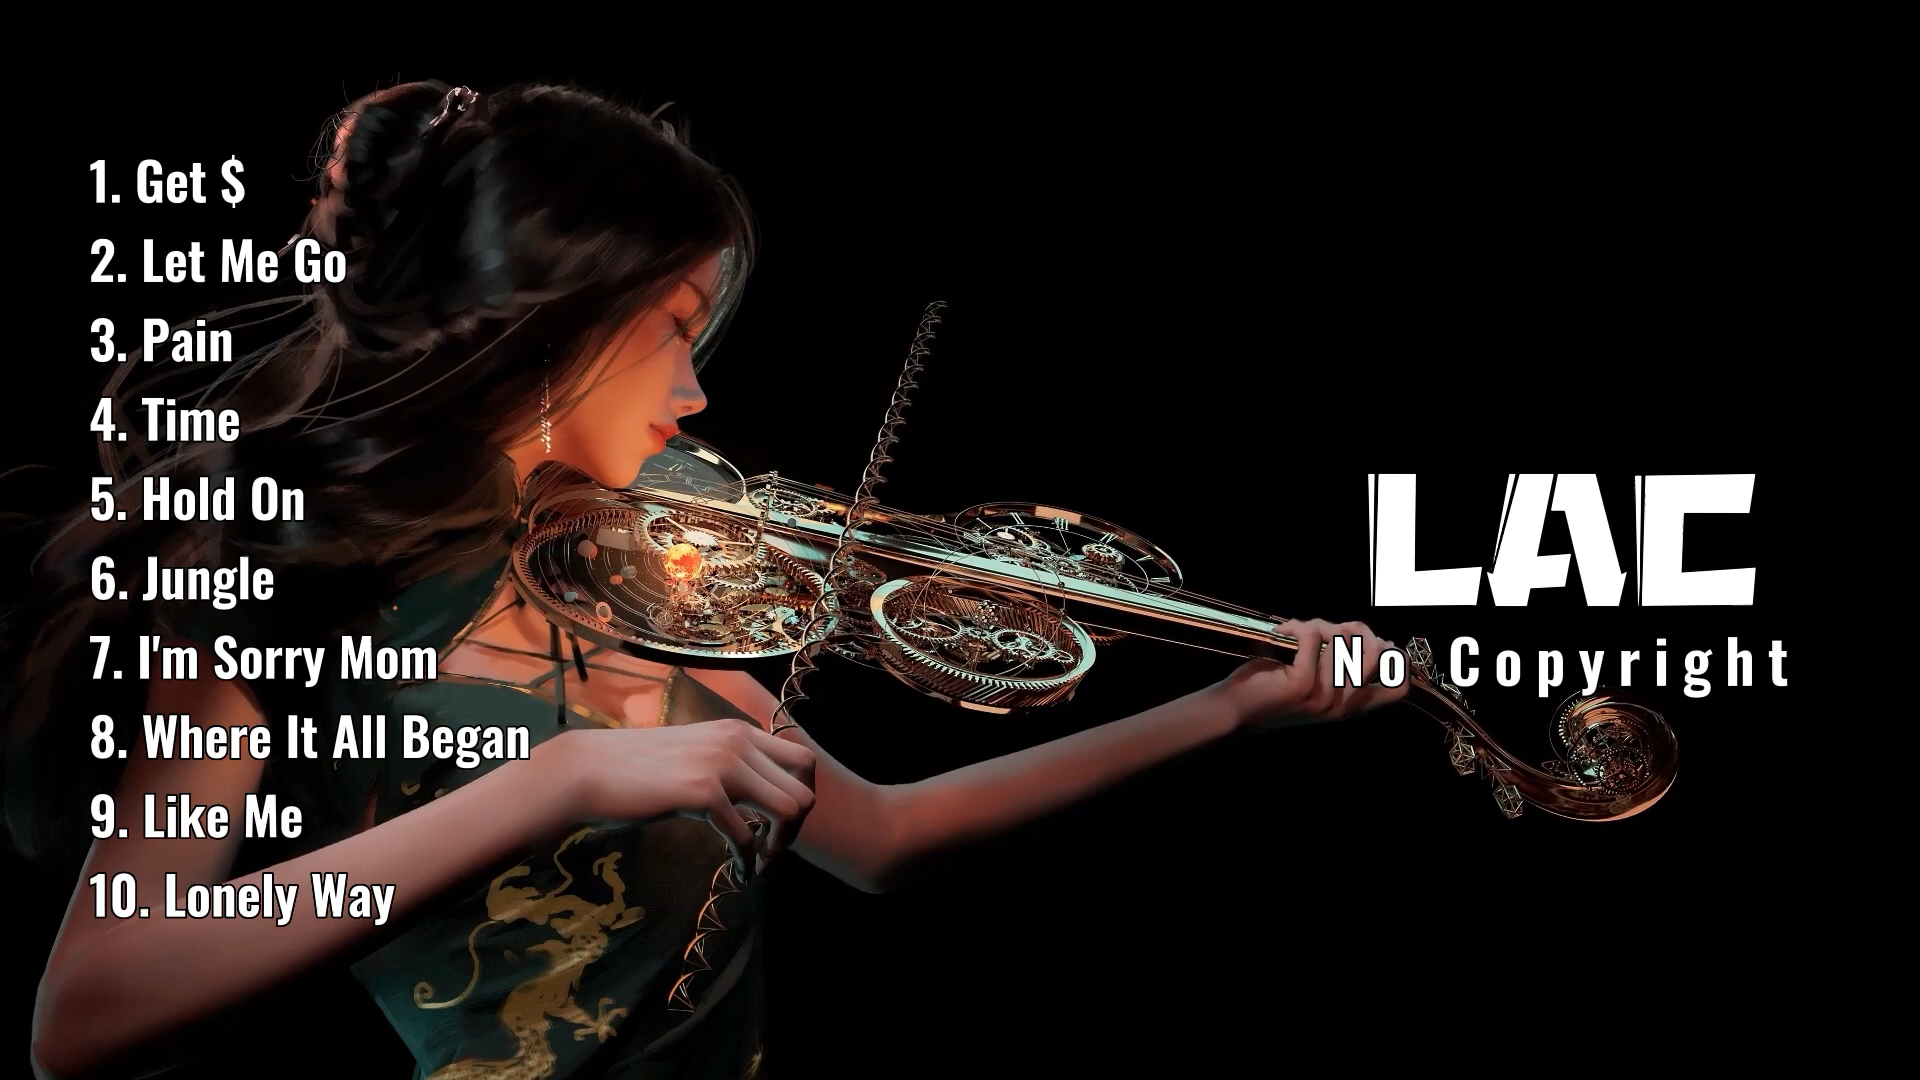 1. Get $
2. Let Me Go
3. Pain
4. Time
5. Hold On
6. Jungle
7. I'm Sorry Mom
8. Where It All Began
9. Like Me
10. Lonely Way
LAC
No Copyright